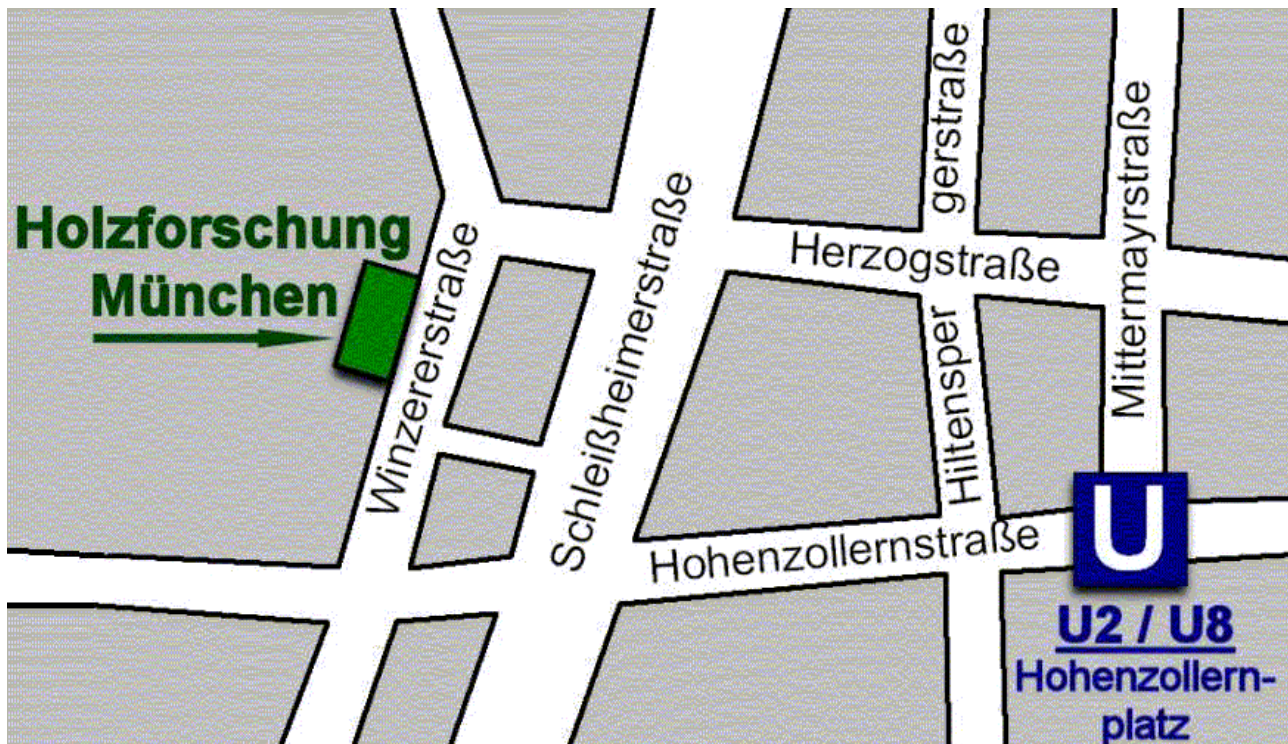 Holzforschung
München
Winzererstraße
Schleißheimerstraße
Herzogstraße
Hiltensper
gerstraße
Mittermayrstraße
Hohenzollernstraße
U
U2 / U8
Hohenzollern-
platz